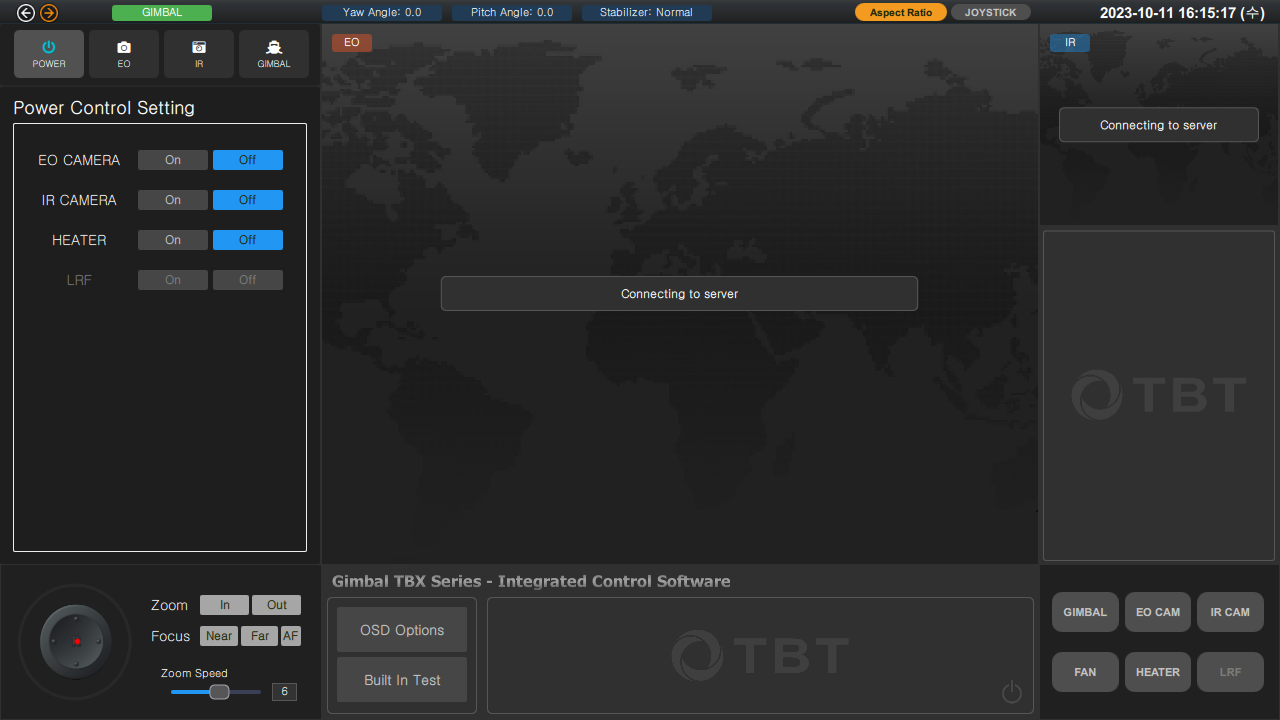 GIMBAL
Yaw Angle: 0.0
Pitch Angle: 0.0
Stabilizer: Normal
Aspect Ratio
JOYSTICK
2023-10-11 16:15:17 (수)
POWER
EO
IR
GIMBAL
EO
IR
Power Control Setting
EO CAMERA On Off
IR CAMERA On Off
HEATER On Off
LRF On Off
Connecting to server
Connecting to server
TBT
Zoom In Out
Focus Near Far AF
Zoom Speed
6
Gimbal TBX Series - Integrated Control Software
OSD Options
Built In Test
TBT
GIMBAL EO CAM IR CAM
FAN HEATER LRF